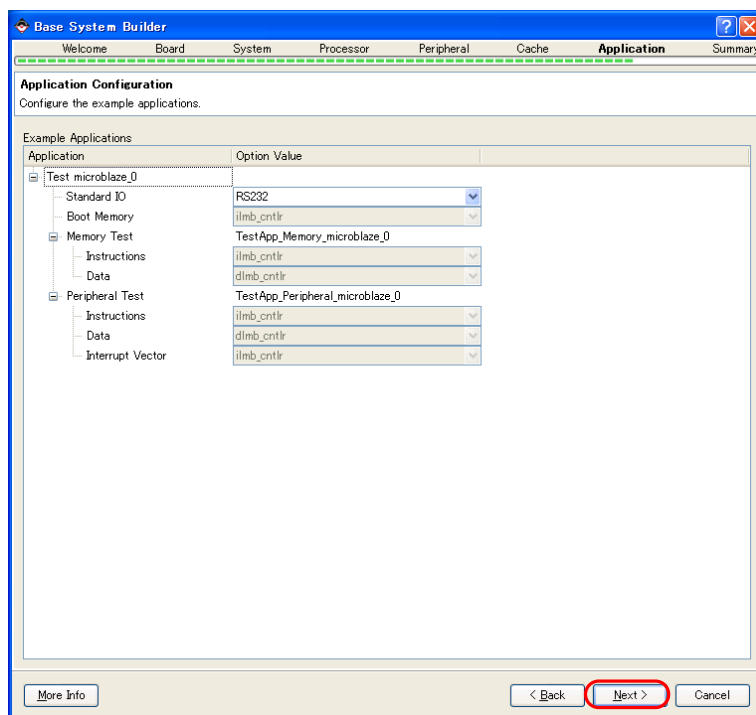 Base System Builder
Welcome Board System Processor Peripheral Cache Application Summary
Application Configuration
Configure the example applications.
Example Applications
Application Option Value
Test microblaze_0
Standard IO RS232
Boot Memory ilmb_cntlr
Memory Test TestApp_Memory_microblaze_0
Instructions ilmb_cntlr
Data dlmb_cntlr
Peripheral Test TestApp_Peripheral_microblaze_0
Instructions ilmb_cntlr
Data dlmb_cntlr
Interrupt Vector ilmb_cntlr
More Info < Back Next > Cancel